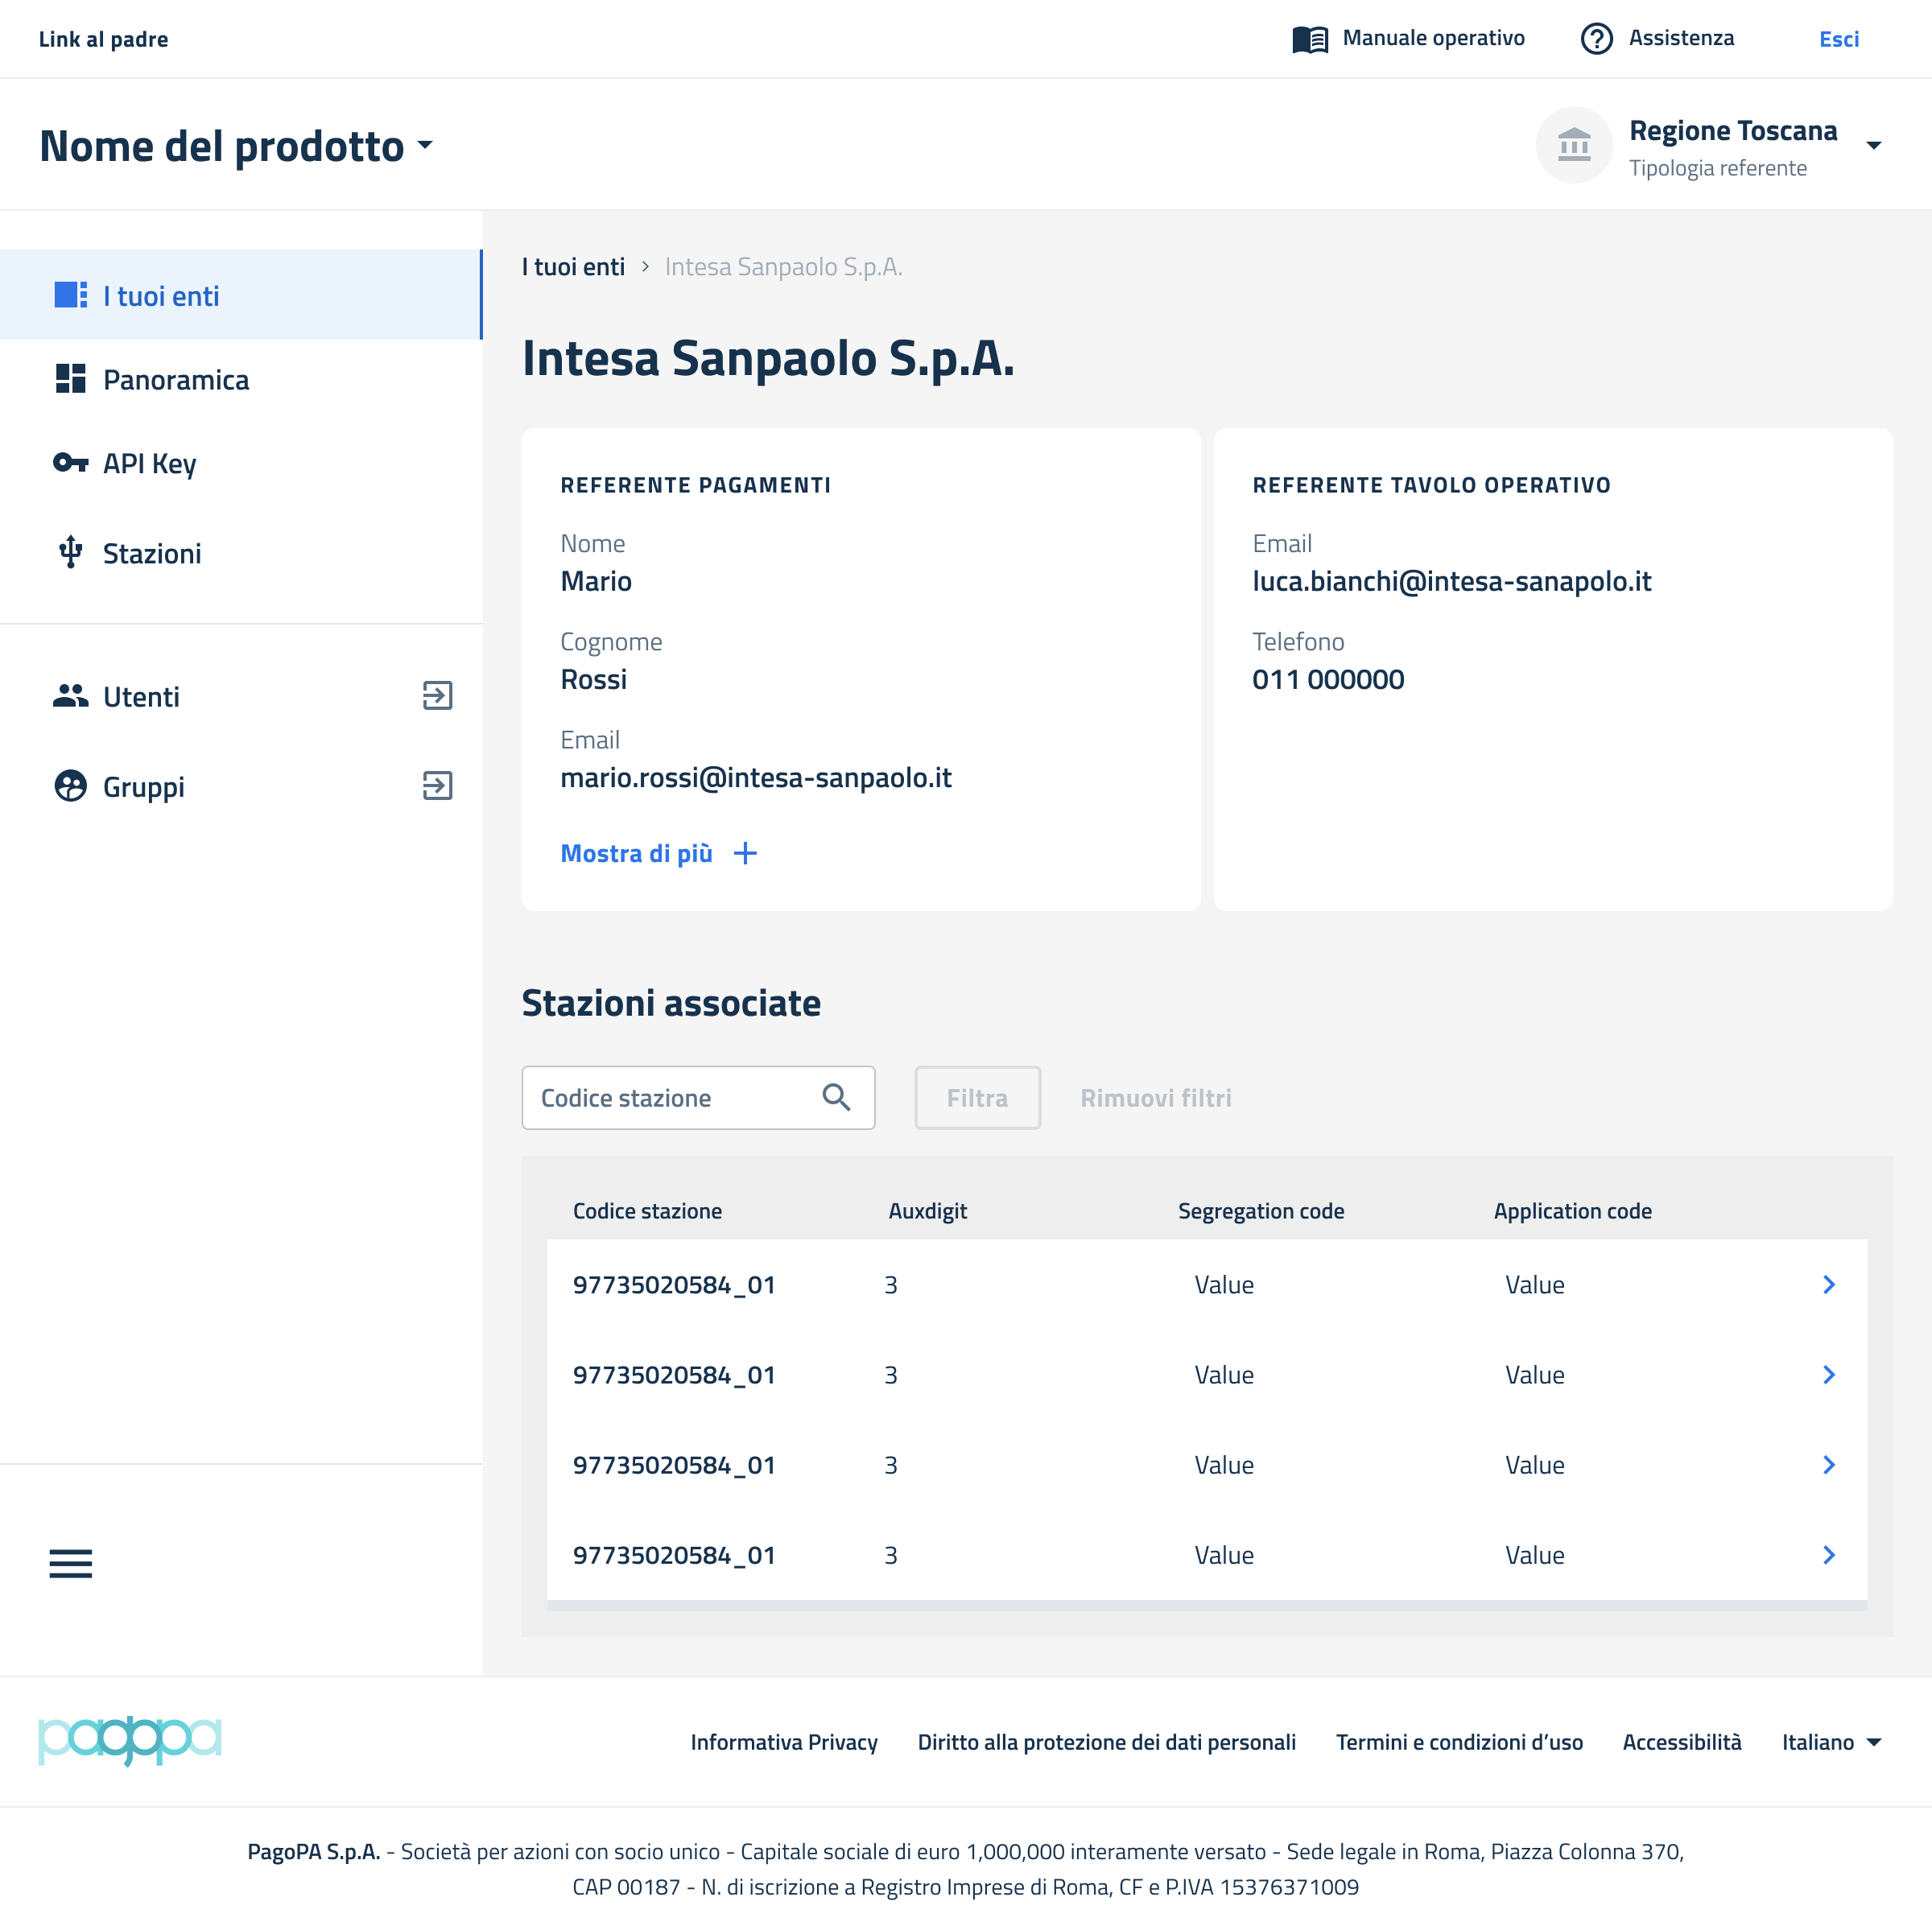 Link al padre
Manuale operativo
Assistenza
Esci
Nome del prodotto
Regione Toscana
Tipologia referente
I tuoi enti
Panoramica
API Key
Stazioni
Utenti
Gruppi
I tuoi enti › Intesa Sanpaolo S.p.A.
Intesa Sanpaolo S.p.A.
REFERENTE PAGAMENTI
Nome
Mario
Cognome
Rossi
Email
mario.rossi@intesa-sanpaolo.it
Mostra di più +
REFERENTE TAVOLO OPERATIVO
Email
luca.bianchi@intesa-sanapolo.it
Telefono
011 000000
Stazioni associate
Codice stazione
Filtra
Rimuovi filtri
Codice stazione Auxdigit Segregation code Application code
97735020584_01 3 Value Value
97735020584_01 3 Value Value
97735020584_01 3 Value Value
97735020584_01 3 Value Value
pagopa
Informativa Privacy Diritto alla protezione dei dati personali Termini e condizioni d’uso Accessibilità Italiano
PagoPA S.p.A. - Società per azioni con socio unico - Capitale sociale di euro 1,000,000 interamente versato - Sede legale in Roma, Piazza Colonna 370,
CAP 00187 - N. di iscrizione a Registro Imprese di Roma, CF e P.IVA 15376371009